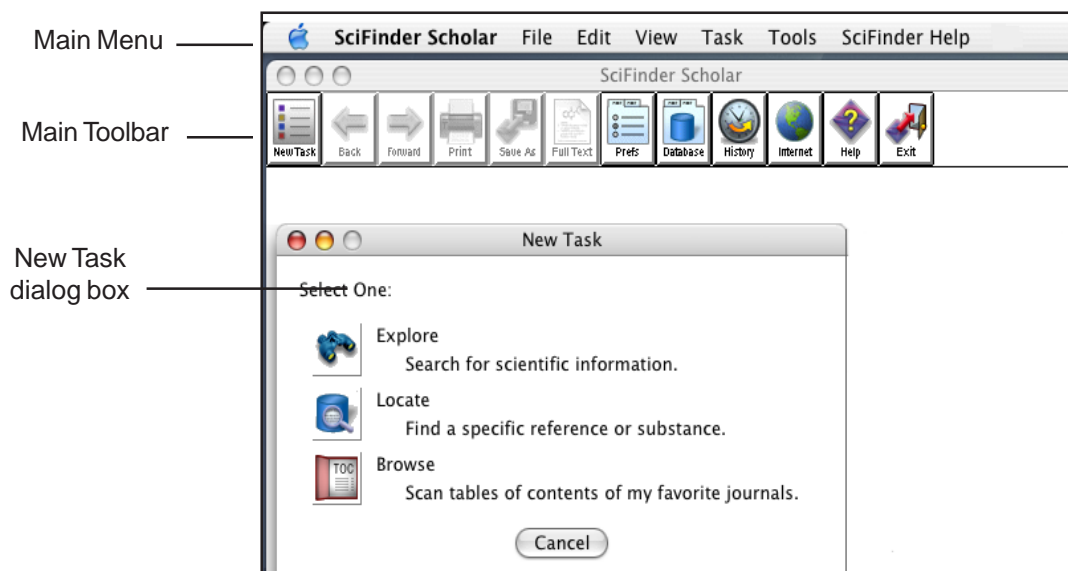 Main Menu
SciFinder Scholar File Edit View Task Tools SciFinder Help
SciFinder Scholar
Main Toolbar
New Task Back Forward Print Save As Full Text Prefs Database History Internet Help Exit
New Task
dialog box
New Task
Select One:
Explore
Search for scientific information.
Locate
Find a specific reference or substance.
TOC
Browse
Scan tables of contents of my favorite journals.
Cancel